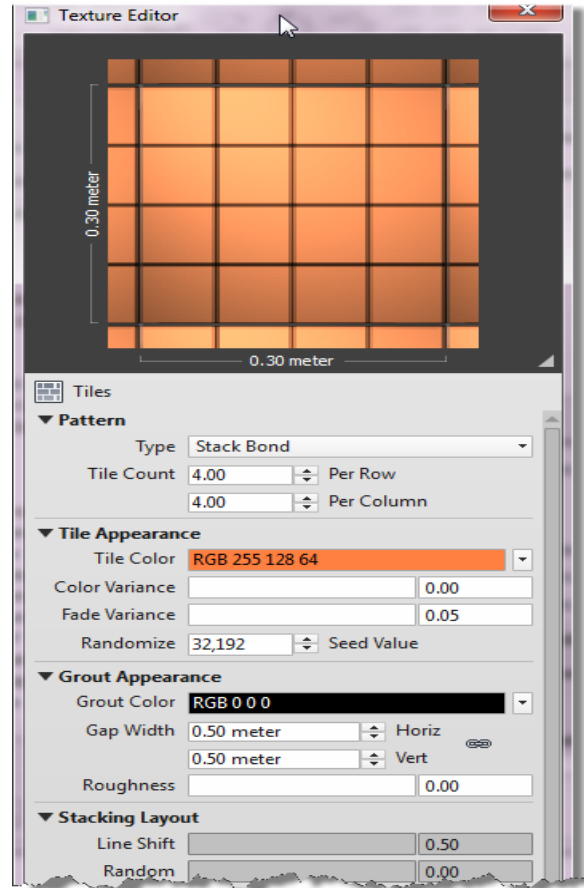 Texture Editor
0.30 meter
0.30 meter
Tiles
Pattern
Type Stack Bond
Tile Count 4.00 Per Row
4.00 Per Column
Tile Appearance
Tile Color RGB 255 128 64
Color Variance 0.00
Fade Variance 0.05
Randomize 32,192 Seed Value
Grout Appearance
Grout Color RGB 0 0 0
Gap Width 0.50 meter Horiz
0.50 meter Vert
Roughness 0.00
Stacking Layout
Line Shift 0.50
Random 0.00